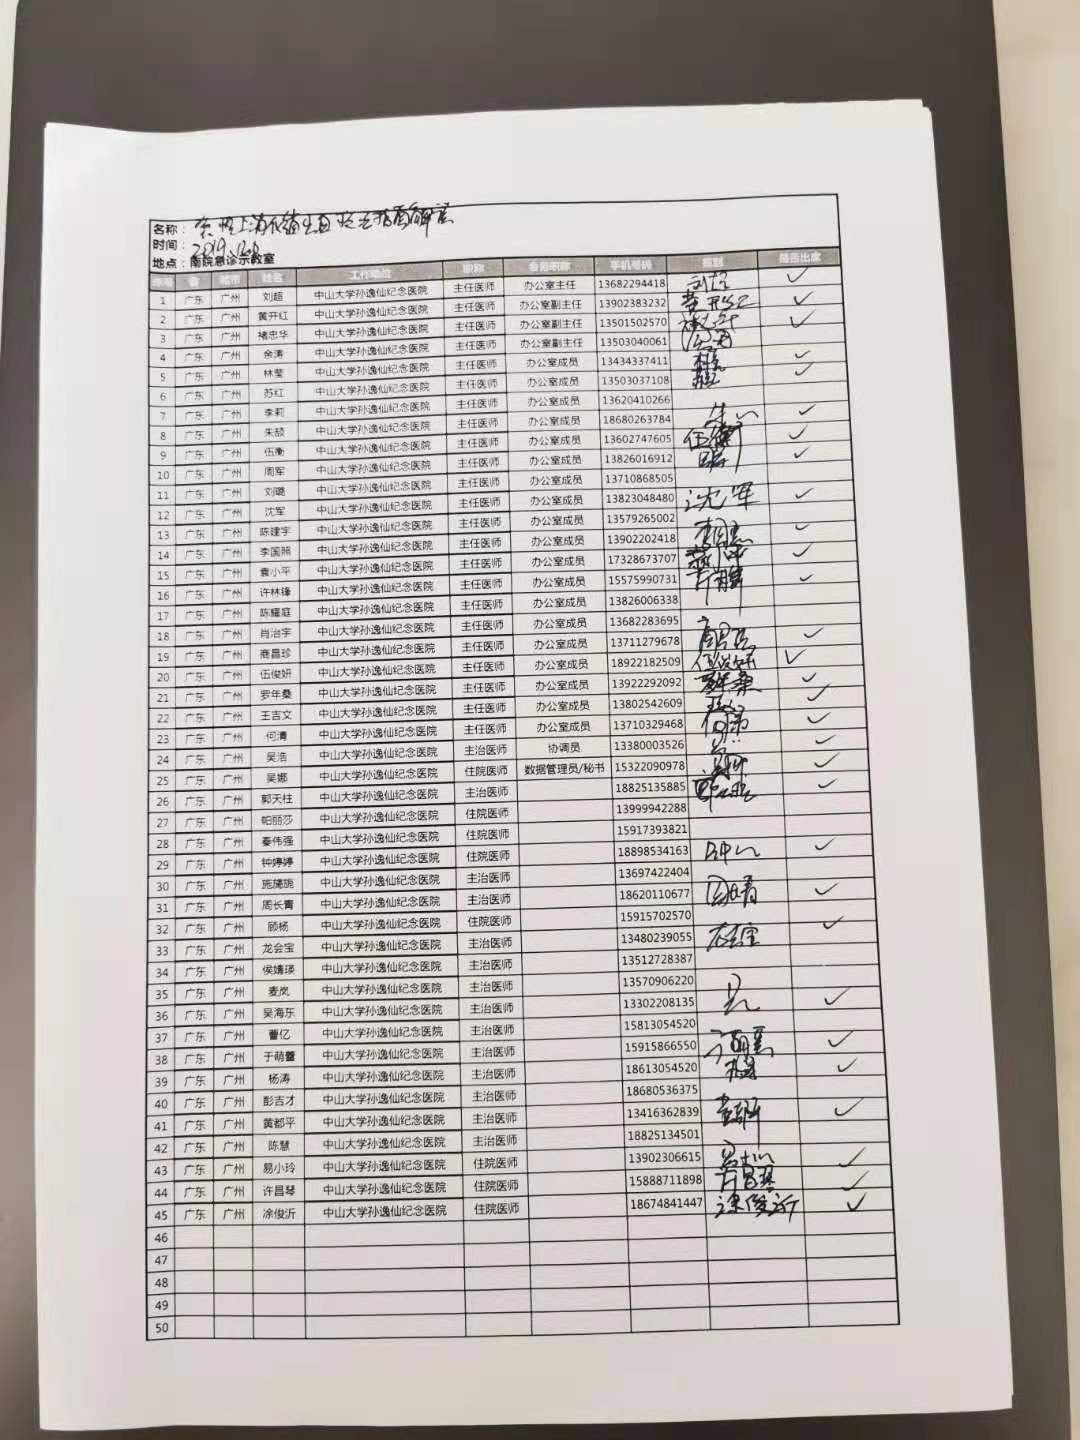 名称：
时间：2019.
地点：南院急诊示教室
序号 省 城市 姓名 工作单位 职称 手机号码 签到 是否出席
1 广东 广州 刘超 中山大学孙逸仙纪念医院 主任医师 办公室主任 13682294418 刘超 ✓
2 广东 广州 黄开红 中山大学孙逸仙纪念医院 主任医师 办公室副主任 13902383232 黄开红 ✓
3 广东 广州 褚忠华 中山大学孙逸仙纪念医院 主任医师 办公室副主任 13501502570 ✓
4 广东 广州 余涛 中山大学孙逸仙纪念医院 主任医师 办公室副主任 13503040061
5 广东 广州 林莹 中山大学孙逸仙纪念医院 主任医师 办公室成员 13434337411 ✓
6 广东 广州 苏红 中山大学孙逸仙纪念医院 主任医师 办公室成员 13503037108 ✓
7 广东 广州 李莉 中山大学孙逸仙纪念医院 主任医师 办公室成员 13620410266
8 广东 广州 朱颉 中山大学孙逸仙纪念医院 主任医师 办公室成员 18680263784 ✓
9 广东 广州 伍衡 中山大学孙逸仙纪念医院 主任医师 办公室成员 13602747605 伍衡 ✓
10 广东 广州 周军 中山大学孙逸仙纪念医院 主任医师 办公室成员 13826016912 ✓
11 广东 广州 刘璐 中山大学孙逸仙纪念医院 主任医师 办公室成员 13710868505
12 广东 广州 沈军 中山大学孙逸仙纪念医院 主任医师 办公室成员 13823048480 沈军 ✓
13 广东 广州 陈建宇 中山大学孙逸仙纪念医院 主任医师 办公室成员 13579265002
14 广东 广州 李国照 中山大学孙逸仙纪念医院 主任医师 办公室成员 13902202418 李国照 ✓
15 广东 广州 袁小平 中山大学孙逸仙纪念医院 主任医师 办公室成员 17328673707 ✓
16 广东 广州 许林锋 中山大学孙逸仙纪念医院 主任医师 办公室成员 15575990731 ✓
17 广东 广州 陈耀庭 中山大学孙逸仙纪念医院 主任医师 办公室成员 13826006338
18 广东 广州 肖治宇 中山大学孙逸仙纪念医院 主任医师 办公室成员 13682283695
19 广东 广州 商昌珍 中山大学孙逸仙纪念医院 主任医师 办公室成员 13711279678 商昌珍 ✓
20 广东 广州 伍俊妍 中山大学孙逸仙纪念医院 主任医师 办公室成员 18922182509 伍俊妍 ✓
21 广东 广州 罗年桑 中山大学孙逸仙纪念医院 主任医师 办公室成员 13922292092 罗年桑 ✓
22 广东 广州 王吉文 中山大学孙逸仙纪念医院 主任医师 办公室成员 13802542609 ✓
23 广东 广州 何清 中山大学孙逸仙纪念医院 主任医师 办公室成员 13710329468 何清 ✓
24 广东 广州 吴浩 中山大学孙逸仙纪念医院 主治医师 协调员 13380003526 ✓
25 广东 广州 吴娜 中山大学孙逸仙纪念医院 住院医师 数据管理员/秘书 15322090978 ✓
26 广东 广州 郭天柱 中山大学孙逸仙纪念医院 主治医师 18825135885 ✓
27 广东 广州 帕丽莎 中山大学孙逸仙纪念医院 住院医师 13999942288
28 广东 广州 秦伟强 中山大学孙逸仙纪念医院 住院医师 15917393821
29 广东 广州 钟婷婷 中山大学孙逸仙纪念医院 住院医师 18898534163 ✓
30 广东 广州 中山大学孙逸仙纪念医院 主治医师 13697422404
31 广东 广州 周长青 中山大学孙逸仙纪念医院 主治医师 18620110677 ✓
32 广东 广州 顾杨 中山大学孙逸仙纪念医院 住院医师 15915702570
33 广东 广州 龙会宝 中山大学孙逸仙纪念医院 主治医师 13480239055 龙会宝 ✓
34 广东 广州 侯婧瑛 中山大学孙逸仙纪念医院 主治医师 13512728387
35 广东 广州 麦岚 中山大学孙逸仙纪念医院 主治医师 13570906220
36 广东 广州 吴海东 中山大学孙逸仙纪念医院 主治医师 13302208135 ✓
37 广东 广州 曹亿 中山大学孙逸仙纪念医院 主治医师 15813054520
38 广东 广州 于萌蕾 中山大学孙逸仙纪念医院 主治医师 15915866550 ✓
39 广东 广州 杨涛 中山大学孙逸仙纪念医院 主治医师 18613054520 ✓
40 广东 广州 彭吉才 中山大学孙逸仙纪念医院 主治医师 18680536375
41 广东 广州 黄都平 中山大学孙逸仙纪念医院 主治医师 13416362839 ✓
42 广东 广州 陈慧 中山大学孙逸仙纪念医院 主治医师 18825134501
43 广东 广州 易小玲 中山大学孙逸仙纪念医院 住院医师 13902306615 ✓
44 广东 广州 许昌琴 中山大学孙逸仙纪念医院 住院医师 15888711898 许昌琴 ✓
45 广东 广州 凃俊沂 中山大学孙逸仙纪念医院 住院医师 18674841447 ✓
46
47
48
49
50